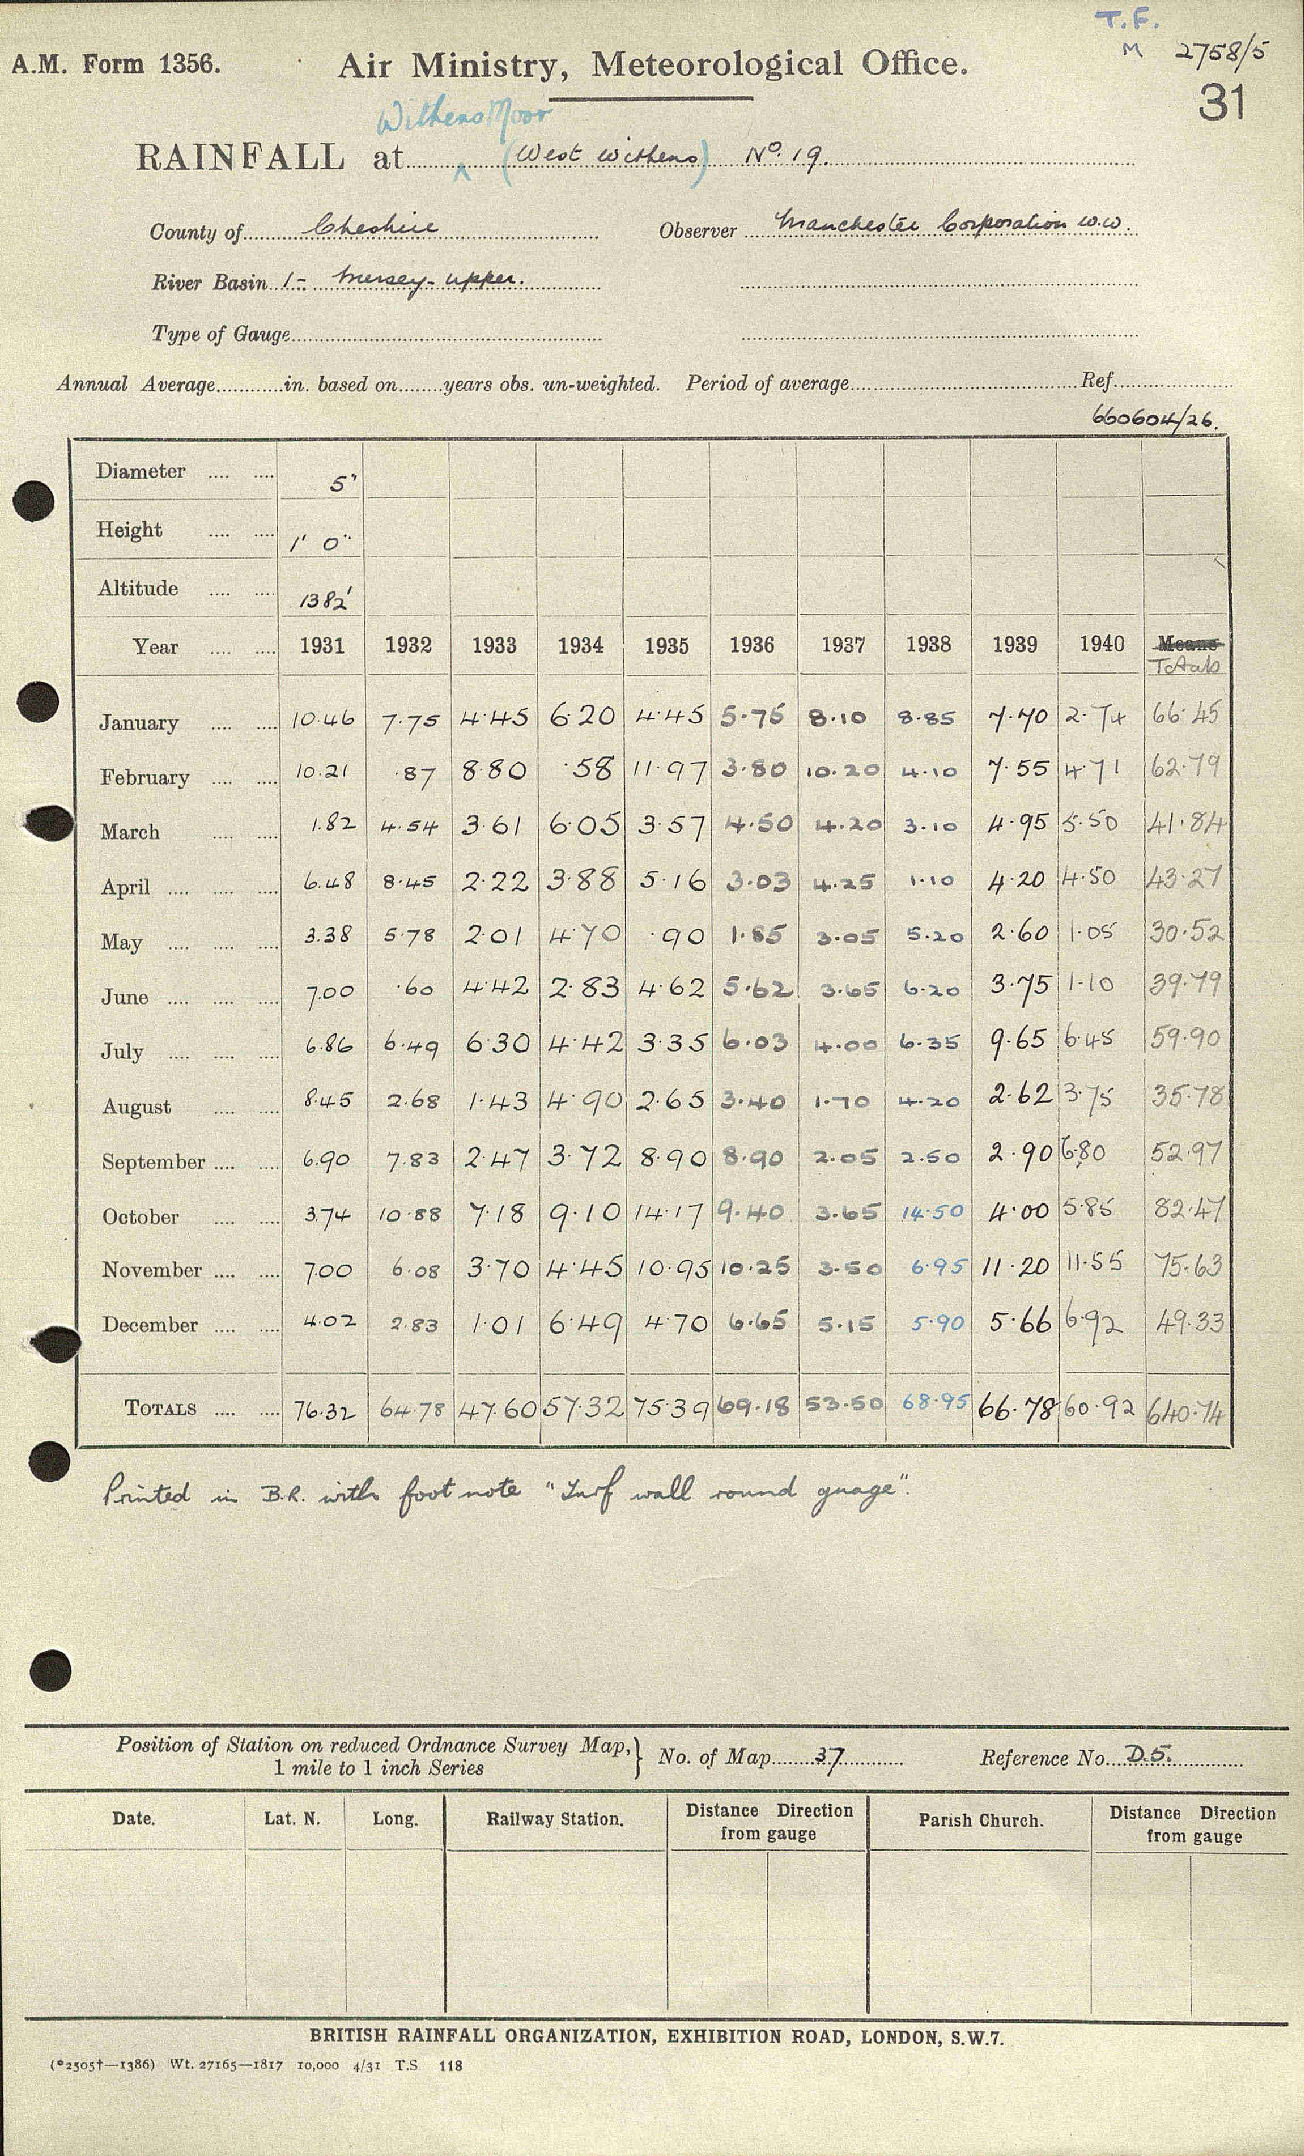 T.F.
A.M. Form 1356. Air Ministry, Meteorological Office. M 2758/5
31
Withens Moor
RAINFALL at (West Withens) No. 19.
County of Cheshire Observer Manchester Corporation W.W.
River Basin 1- Mersey-upper.
Type of Gauge
Annual Average in. based on years obs. un-weighted. Period of average Ref.
660604/26.
Diameter 5"
Height 1' 0"
Altitude 1382'
Year 1931 1932 1933 1934 1935 1936 1937 1938 1939 1940 Means
Totals
January 10.46 7.75 4.45 6.20 4.45 5.75 8.10 8.85 7.70 2.74 66.45
February 10.21 .87 8.80 .58 11.97 3.80 10.20 4.10 7.55 4.71 62.79
March 1.82 4.54 3.61 6.05 3.57 4.50 4.20 3.10 4.95 5.50 41.84
April 6.48 8.45 2.22 3.88 5.16 3.03 4.25 1.10 4.20 4.50 43.27
May 3.38 5.78 2.01 4.70 .90 1.85 3.05 5.20 2.60 1.05 30.52
June 7.00 .60 4.42 2.83 4.62 5.62 3.65 6.20 3.75 1.10 39.79
July 6.86 6.49 6.30 4.42 3.35 6.03 4.00 6.35 9.65 6.45 59.90
August 8.45 2.68 1.43 4.90 2.65 3.40 1.70 4.20 2.62 3.75 35.78
September 6.90 7.83 2.47 3.72 8.90 8.90 2.05 2.50 2.90 6.80 52.97
October 3.74 10.88 7.18 9.10 14.17 9.40 3.65 14.50 4.00 5.85 82.47
November 7.00 6.08 3.70 4.45 10.95 10.25 3.50 6.95 11.20 11.55 75.63
December 4.02 2.83 1.01 6.49 4.70 6.65 5.15 5.90 5.66 6.92 49.33
TOTALS 76.32 64.78 47.60 57.32 75.39 69.18 53.50 68.95 66.78 60.92 640.74
Printed in B.R. with foot note "Turf wall round guage".
Position of Station on reduced Ordnance Survey Map, } No. of Map 37 Reference No. D.5.
1 mile to 1 inch Series
Date. Lat. N. Long. Railway Station. Distance Direction from gauge Parish Church. Distance Direction from gauge
BRITISH RAINFALL ORGANIZATION, EXHIBITION ROAD, LONDON, S.W.7.
(*2505†—1386) Wt. 27165—1817 10,000 4/31 T.S. 118